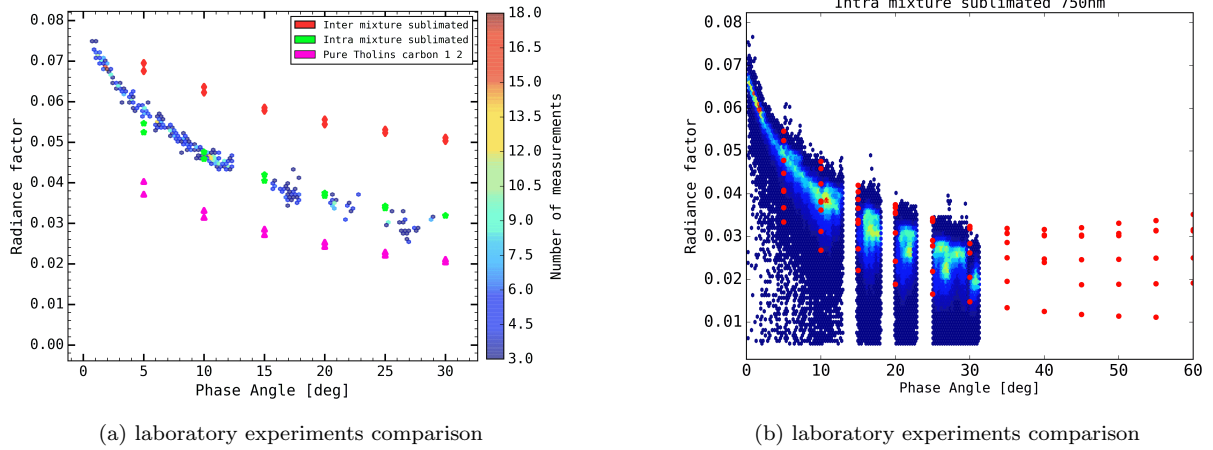 Inter mixture sublimated
Intra mixture sublimated
Pure Tholins carbon 1 2
0.08
0.07
0.06
0.05
0.04
0.03
0.02
0.01
0.00
Radiance factor
0 5 10 15 20 25 30
Phase Angle [deg]
18.0
16.5
15.0
13.5
12.0
10.5
9.0
7.5
6.0
4.5
3.0
Number of measurements
(a) laboratory experiments comparison
Intra mixture sublimated 750nm
0.08
0.07
0.06
0.05
0.04
0.03
0.02
0.01
Radiance factor
0 10 20 30 40 50 60
Phase Angle [deg]
(b) laboratory experiments comparison